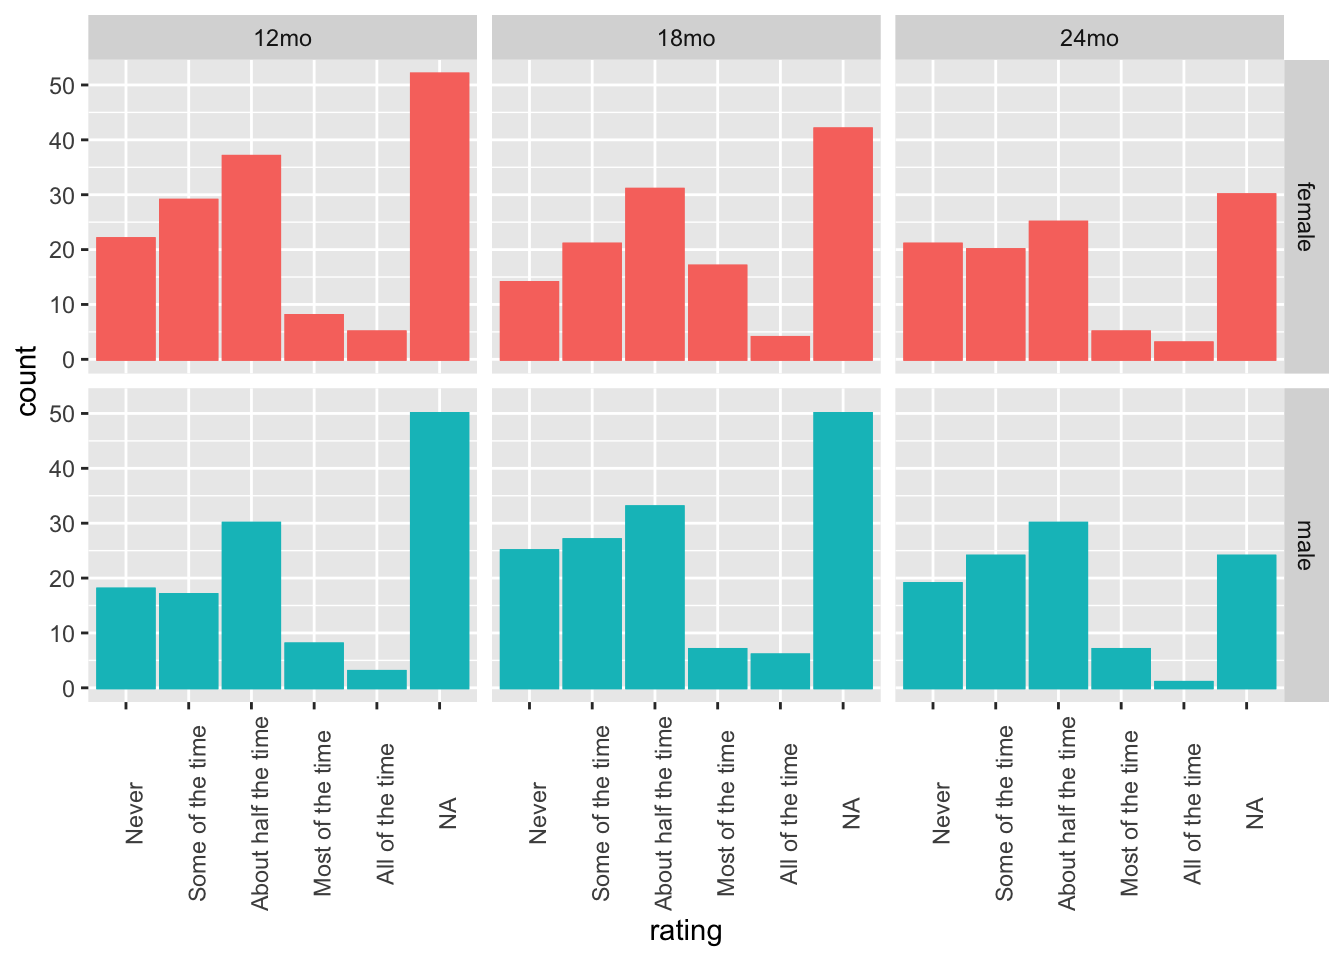 12mo
18mo
24mo
50
40
30
20
10
0
female
50
40
30
20
10
0
male
count
Never
Some of the time
About half the time
Most of the time
All of the time
NA
Never
Some of the time
About half the time
Most of the time
All of the time
NA
Never
Some of the time
About half the time
Most of the time
All of the time
NA
rating